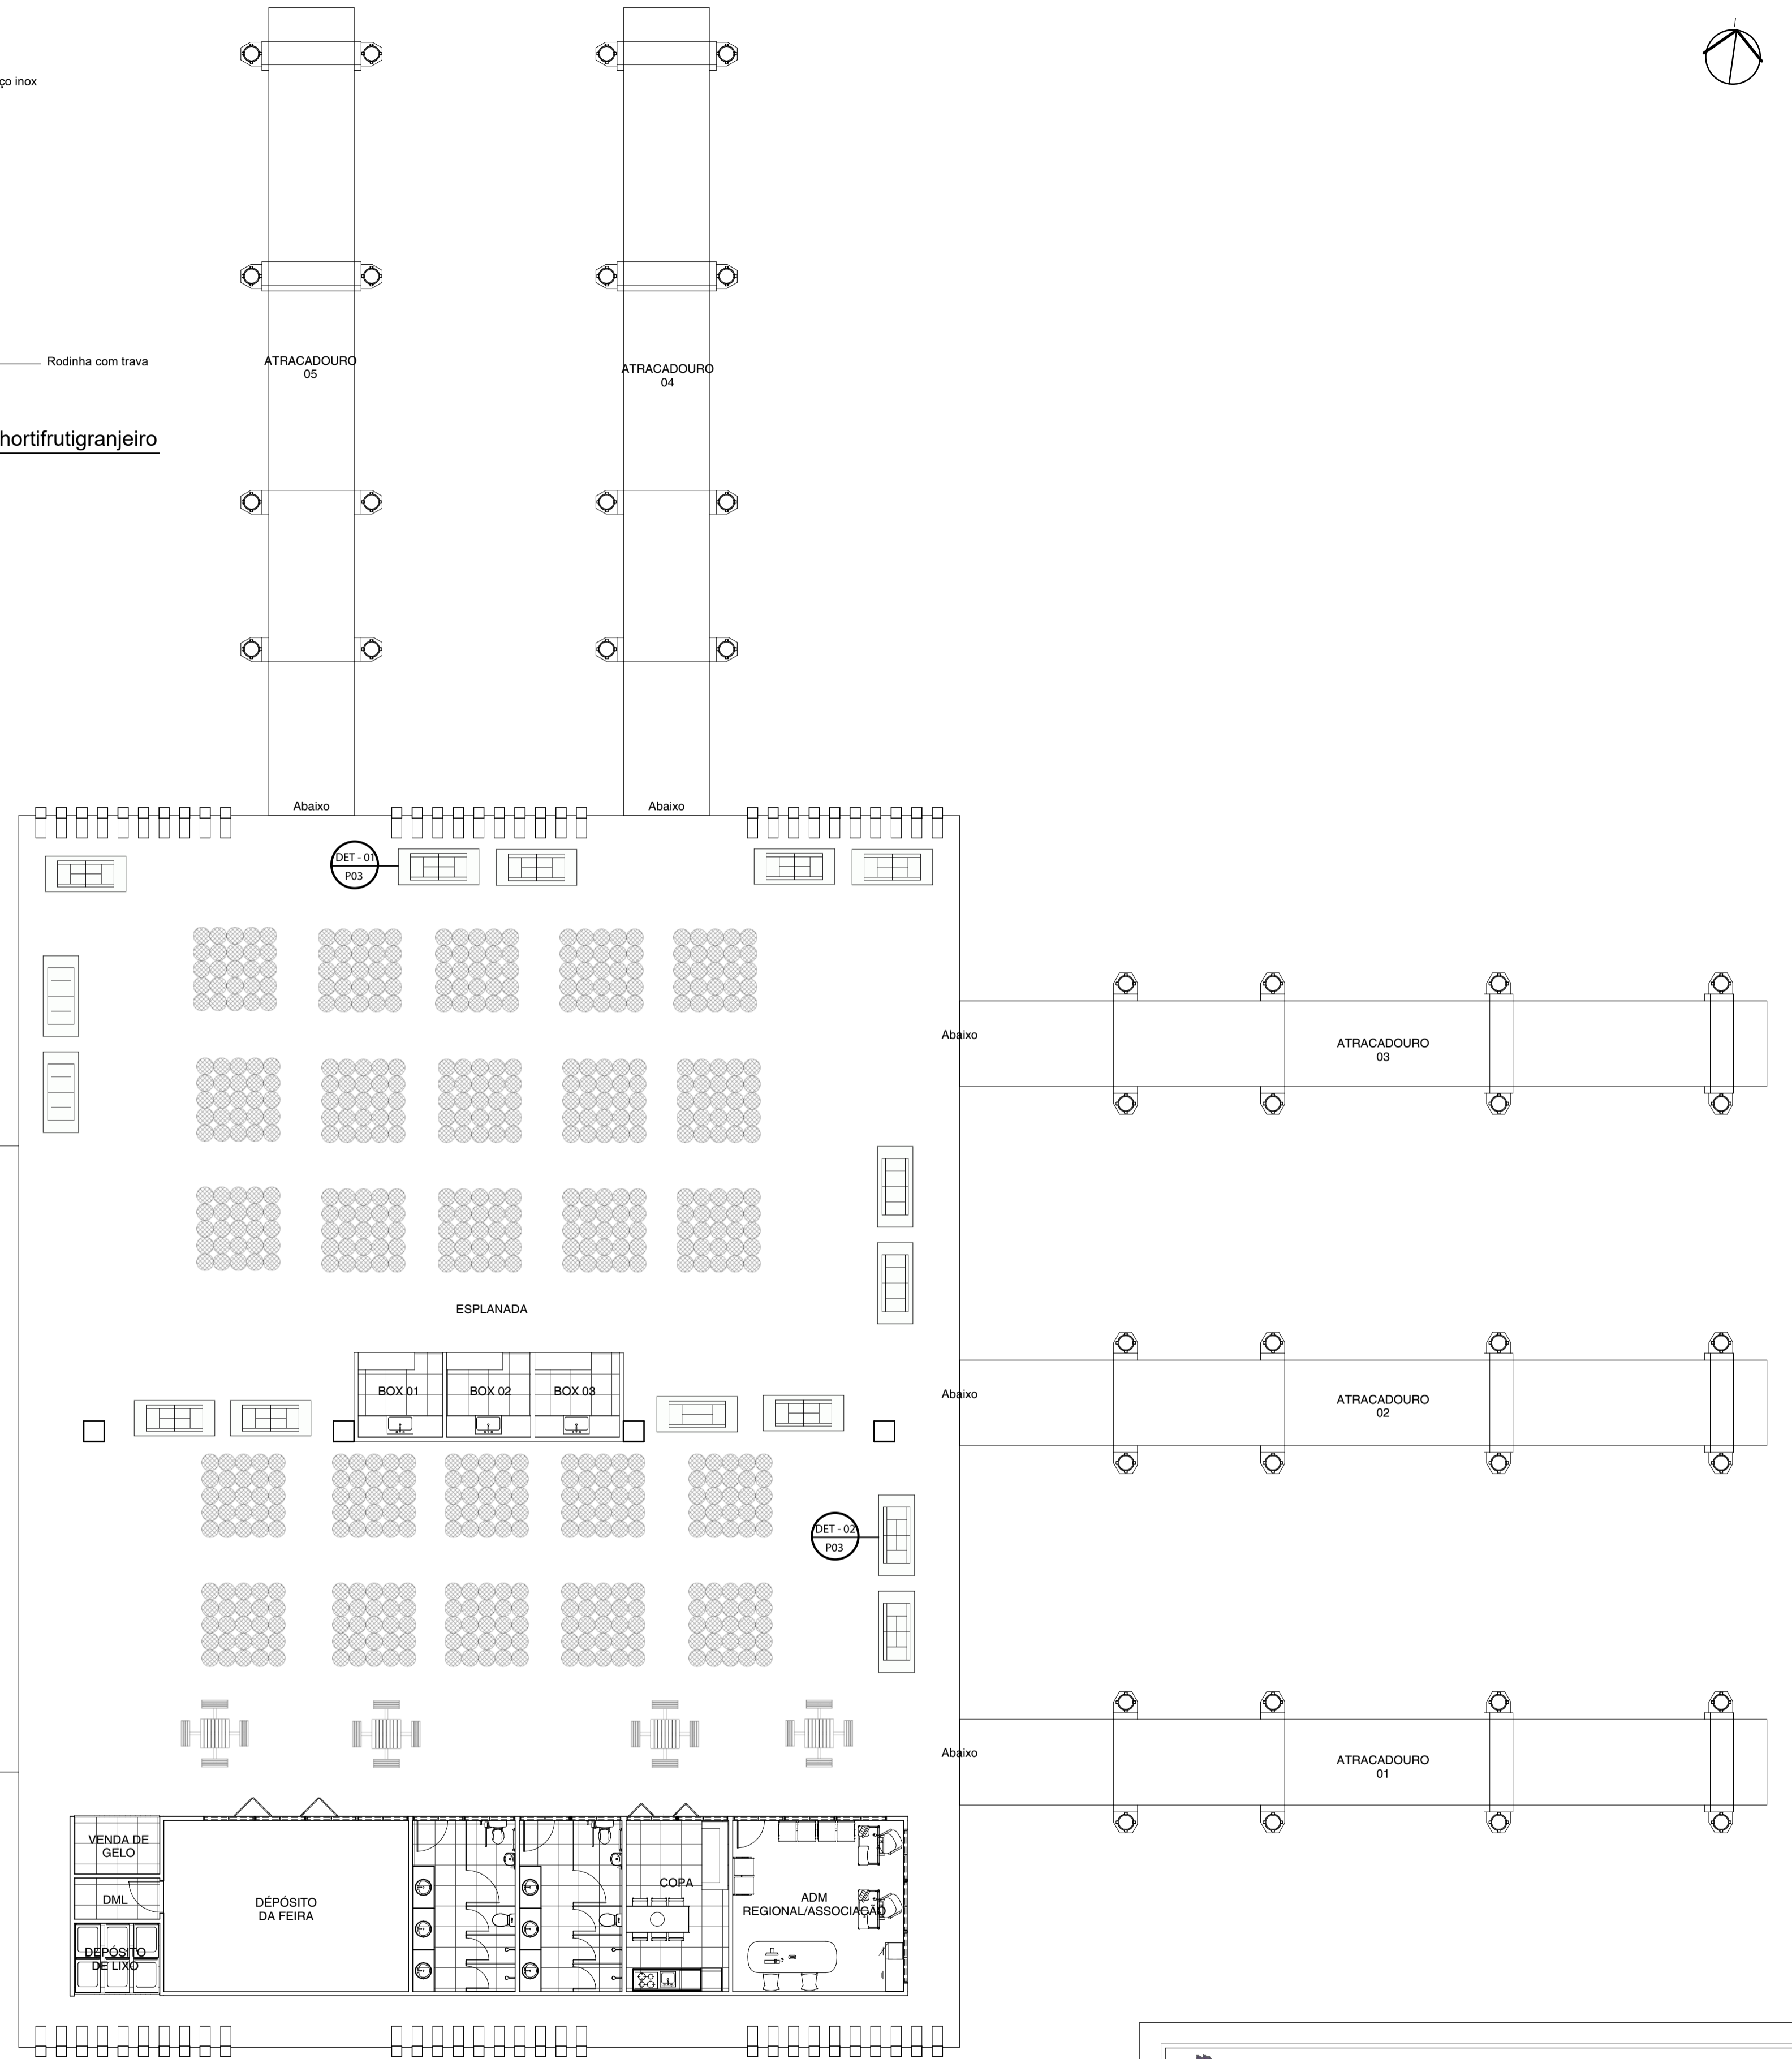 ço inox
Rodinha com trava
hortifrutigranjeiro
ATRACADOURO
05
ATRACADOURO
04
Abaixo
Abaixo
DET - 01
P03
Abaixo
ATRACADOURO
03
ESPLANADA
BOX 01
BOX 02
BOX 03
Abaixo
ATRACADOURO
02
DET - 02
P03
Abaixo
ATRACADOURO
01
VENDA DE
GELO
DML
DEPÓSITO
DE LIXO
DÉPÓSITO
DA FEIRA
COPA
ADM
REGIONAL/ASSOCIAÇÃO